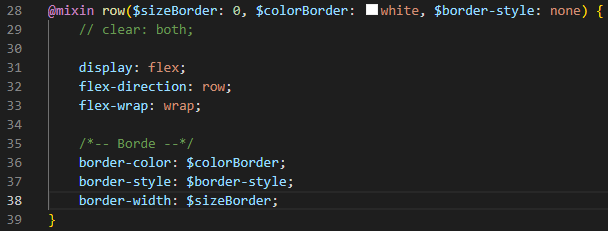 28 @mixin row($sizeBorder: 0, $colorBorder: white, $border-style: none) {
29     // clear: both;
30
31     display: flex;
32     flex-direction: row;
33     flex-wrap: wrap;
34
35     /*-- Borde --*/
36     border-color: $colorBorder;
37     border-style: $border-style;
38     border-width: $sizeBorder;
39 }